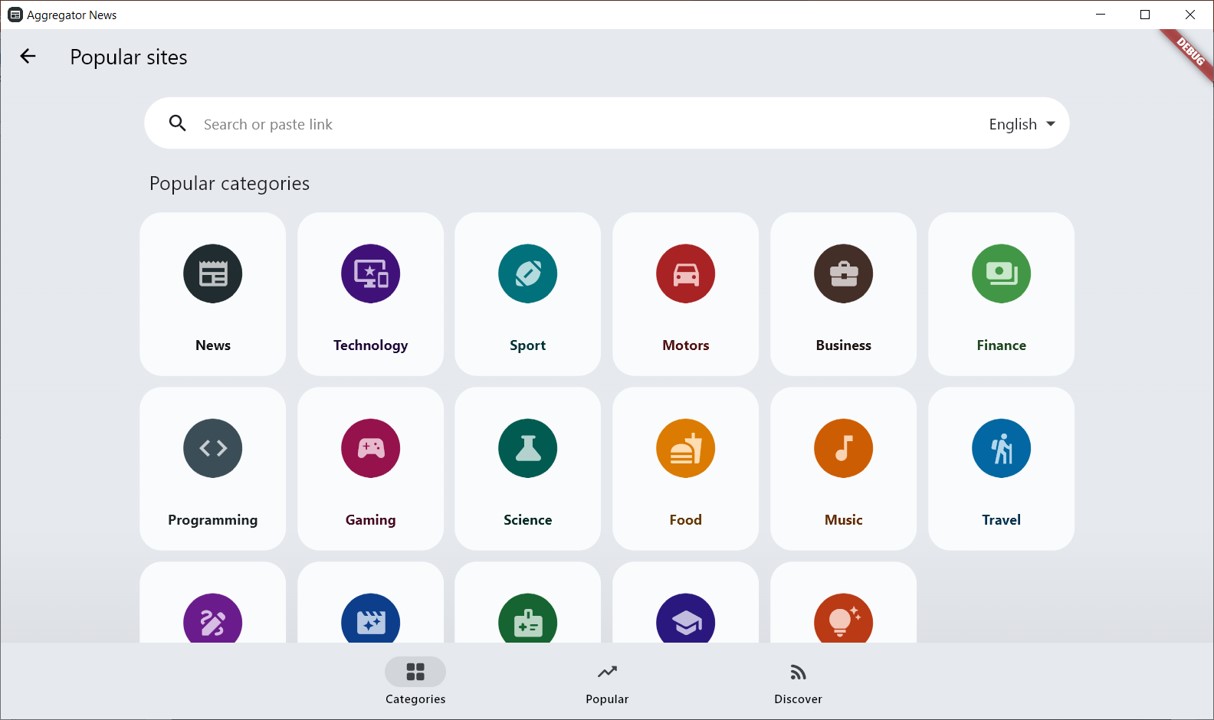 Aggregator News
Popular sites
DEBUG
Search or paste link
English
Popular categories
News
Technology
Sport
Motors
Business
Finance
Programming
Gaming
Science
Food
Music
Travel
Categories
Popular
Discover